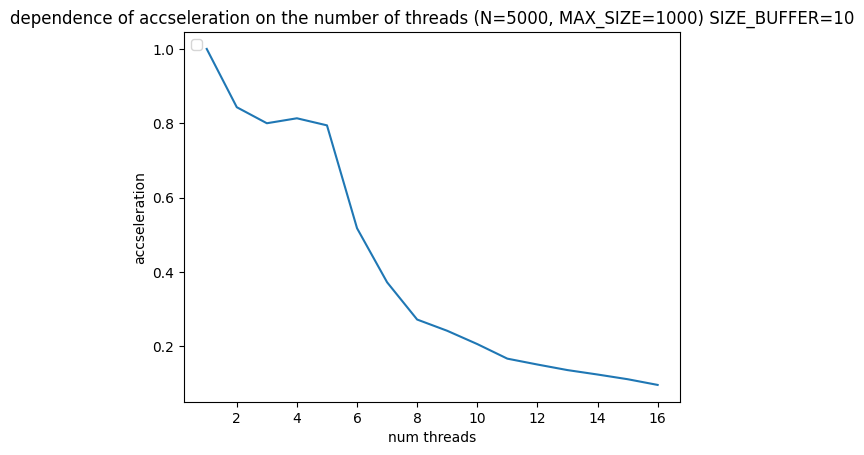 dependence of accseleration on the number of threads (N=5000, MAX_SIZE=1000) SIZE_BUFFER=10
1.0
0.8
0.6
0.4
0.2
accseleration
2 4 6 8 10 12 14 16
num threads